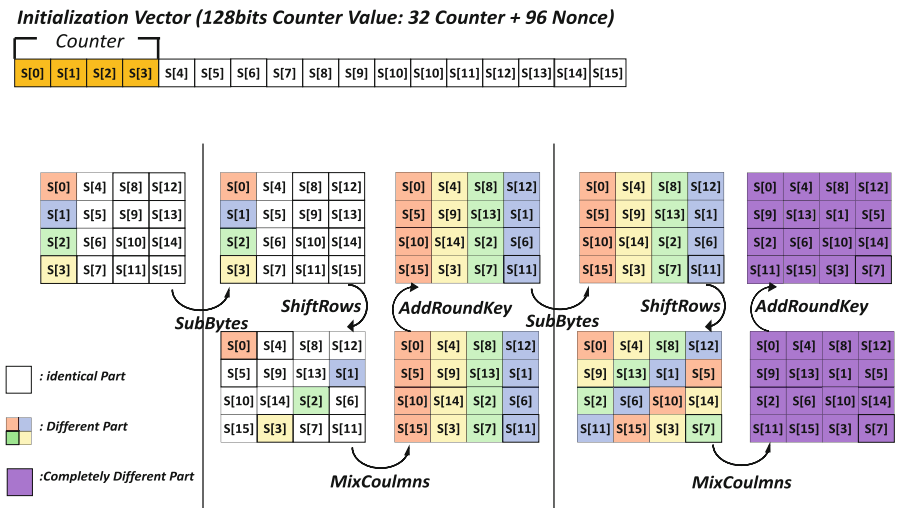 Initialization Vector (128bits Counter Value: 32 Counter + 96 Nonce)
Counter
S[0] S[1] S[2] S[3] S[4] S[5] S[6] S[7] S[8] S[9] S[10] S[10] S[11] S[12] S[13] S[14] S[15]
S[0] S[4] S[8] S[12] S[0] S[4] S[8] S[12] S[0] S[4] S[8] S[12] S[0] S[4] S[8] S[12] S[0] S[4] S[8] S[12]
S[1] S[5] S[9] S[13] S[1] S[5] S[9] S[13] S[5] S[9] S[13] S[1] S[5] S[9] S[13] S[1] S[9] S[13] S[1] S[5]
S[2] S[6] S[10] S[14] S[2] S[6] S[10] S[14] S[10] S[14] S[2] S[6] S[10] S[14] S[2] S[6] S[2] S[6] S[10] S[14]
S[3] S[7] S[11] S[15] S[3] S[7] S[11] S[15] S[15] S[3] S[7] S[11] S[15] S[3] S[7] S[11] S[11] S[15] S[3] S[7]
SubBytes ShiftRows AddRoundKey SubBytes ShiftRows AddRoundKey
S[0] S[4] S[8] S[12] S[0] S[4] S[8] S[12] S[0] S[4] S[8] S[12] S[0] S[4] S[8] S[12]
S[5] S[9] S[13] S[1] S[5] S[9] S[13] S[1] S[9] S[13] S[1] S[5] S[9] S[13] S[1] S[5]
S[10] S[14] S[2] S[6] S[10] S[14] S[2] S[6] S[2] S[6] S[10] S[14] S[2] S[6] S[10] S[14]
S[15] S[3] S[7] S[11] S[15] S[3] S[7] S[11] S[11] S[15] S[3] S[7] S[11] S[15] S[3] S[7]
MixCoulmns MixCoulmns
: identical Part
: Different Part
:Completely Different Part